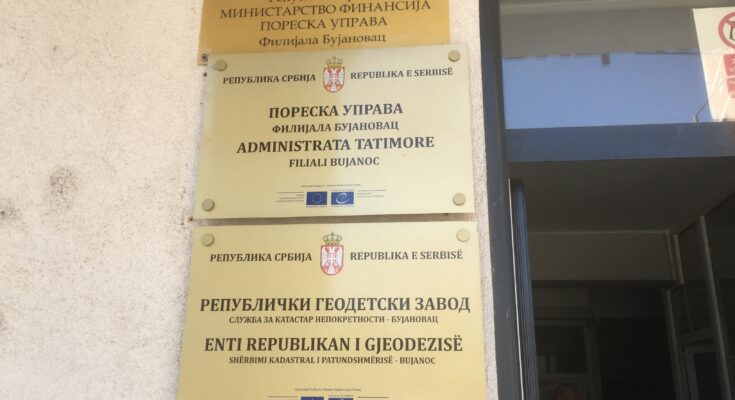 МИНИСТАРСТВО ФИНАНСИЈА
ПОРЕСКА УПРАВА
Филијала Бујановац
РЕПУБЛИКА СРБИЈА REPUBLIKA E SERBISË
ПОРЕСКА УПРАВА
ФИЛИЈАЛА БУЈАНОВАЦ
ADMINISTRATA TATIMORE
FILIALI BUJANOC
РЕПУБЛИКА СРБИЈА REPUBLIKA E SERBISË
РЕПУБЛИЧКИ ГЕОДЕТСКИ ЗАВОД
СЛУЖБА ЗА КАТАСТАР НЕПОКРЕТНОСТИ - БУЈАНОВАЦ
ENTI REPUBLIKAN I GJEODEZISË
SHËRBIMI KADASTRAL I PATUNDSHMËRISË - BUJANOC